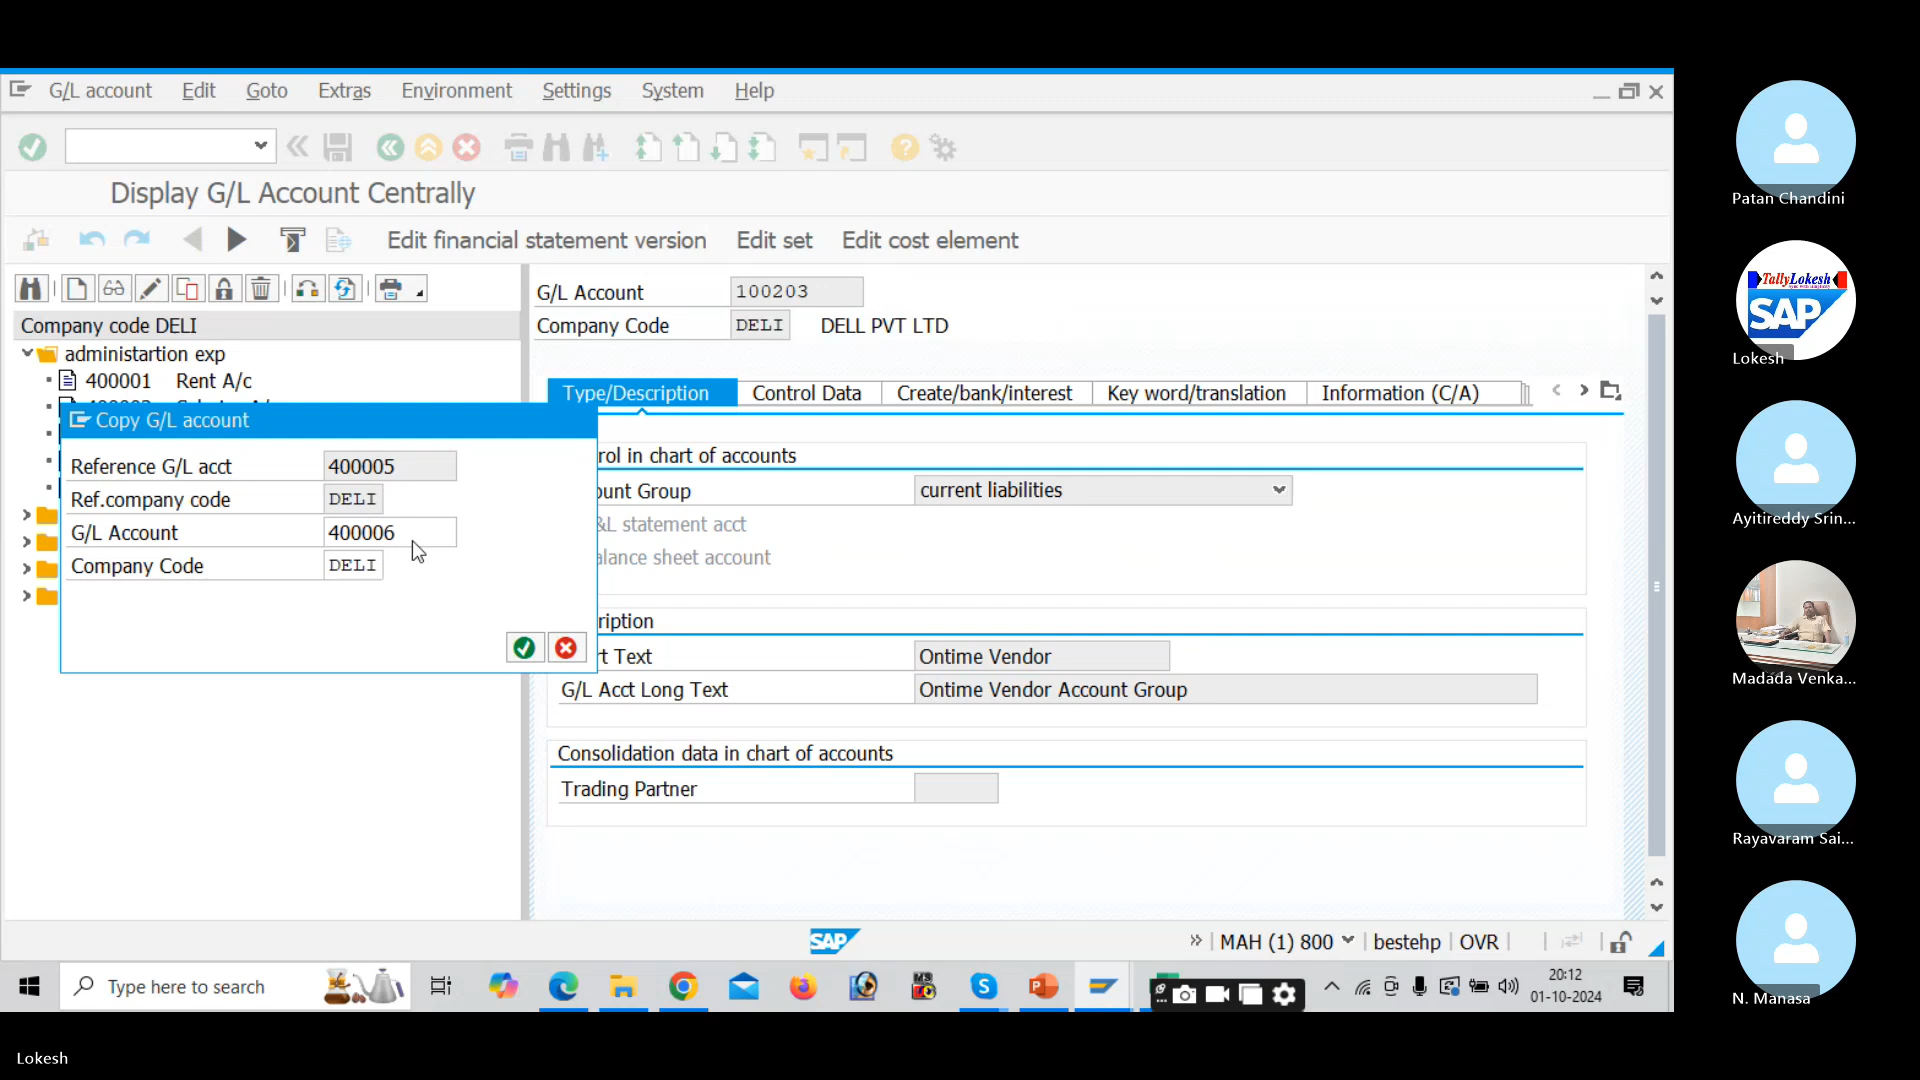 G/L account Edit Goto Extras Environment Settings System Help
Display G/L Account Centrally
Edit financial statement version Edit set Edit cost element
Company code DELI
administartion exp
400001 Rent A/c
G/L Account 100203
Company Code DELI DELL PVT LTD
Type/Description Control Data Create/bank/interest Key word/translation Information (C/A)
Copy G/L account
Reference G/L acct 400005
Ref.company code DELI
G/L Account 400006
Company Code DELI
rol in chart of accounts
ount Group current liabilities
&L statement acct
alance sheet account
ription
rt Text Ontime Vendor
G/L Acct Long Text Ontime Vendor Account Group
Consolidation data in chart of accounts
Trading Partner
SAP
MAH (1) 800 bestehp OVR
Type here to search
20:12
01-10-2024
Patan Chandini
TallyLokesh
SAP
Lokesh
Ayitireddy Srin...
Madada Venka...
Rayavaram Sai...
N. Manasa
Lokesh